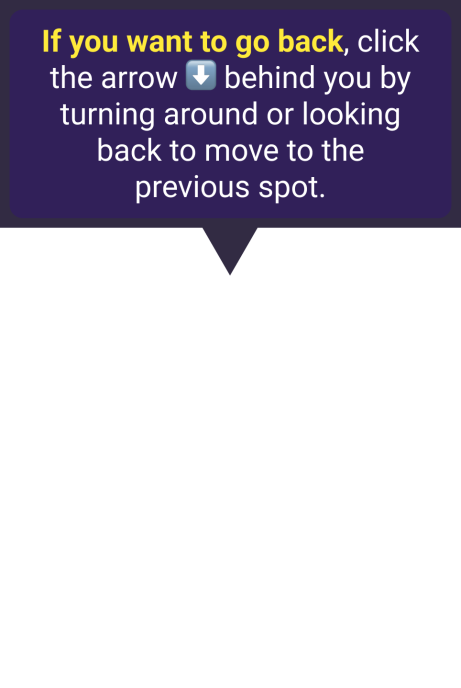 If you want to go back, click
the arrow ⬇️ behind you by
turning around or looking
back to move to the
previous spot.